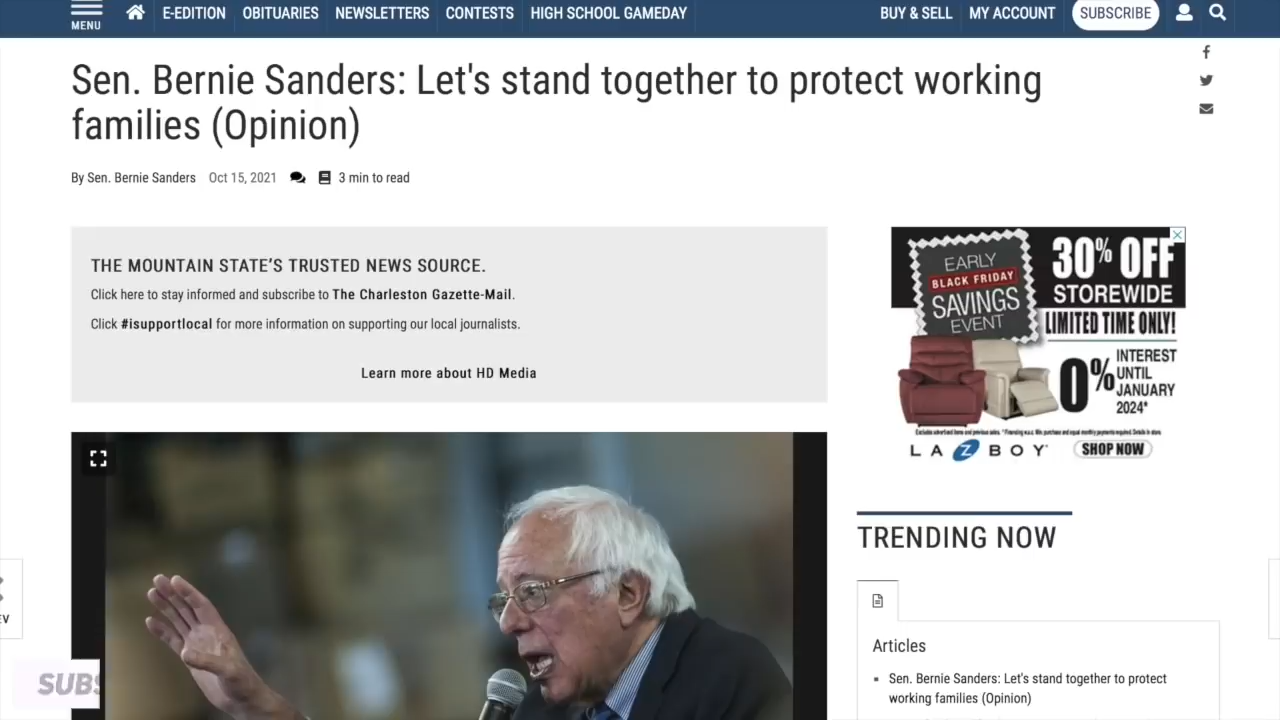 MENU
E-EDITION
OBITUARIES
NEWSLETTERS
CONTESTS
HIGH SCHOOL GAMEDAY
BUY & SELL
MY ACCOUNT
SUBSCRIBE
Sen. Bernie Sanders: Let's stand together to protect working
families (Opinion)
By Sen. Bernie Sanders Oct 15, 2021 3 min to read
THE MOUNTAIN STATE'S TRUSTED NEWS SOURCE.
Click here to stay informed and subscribe to The Charleston Gazette-Mail.
Click #isupportlocal for more information on supporting our local journalists.
Learn more about HD Media
EARLY
BLACK FRIDAY
SAVINGS
EVENT
30% OFF
STOREWIDE
LIMITED TIME ONLY!
0%
INTEREST
UNTIL
JANUARY
2024*
LA Z BOY
SHOP NOW
TRENDING NOW
Articles
Sen. Bernie Sanders: Let's stand together to protect
working families (Opinion)
EV
SUBS